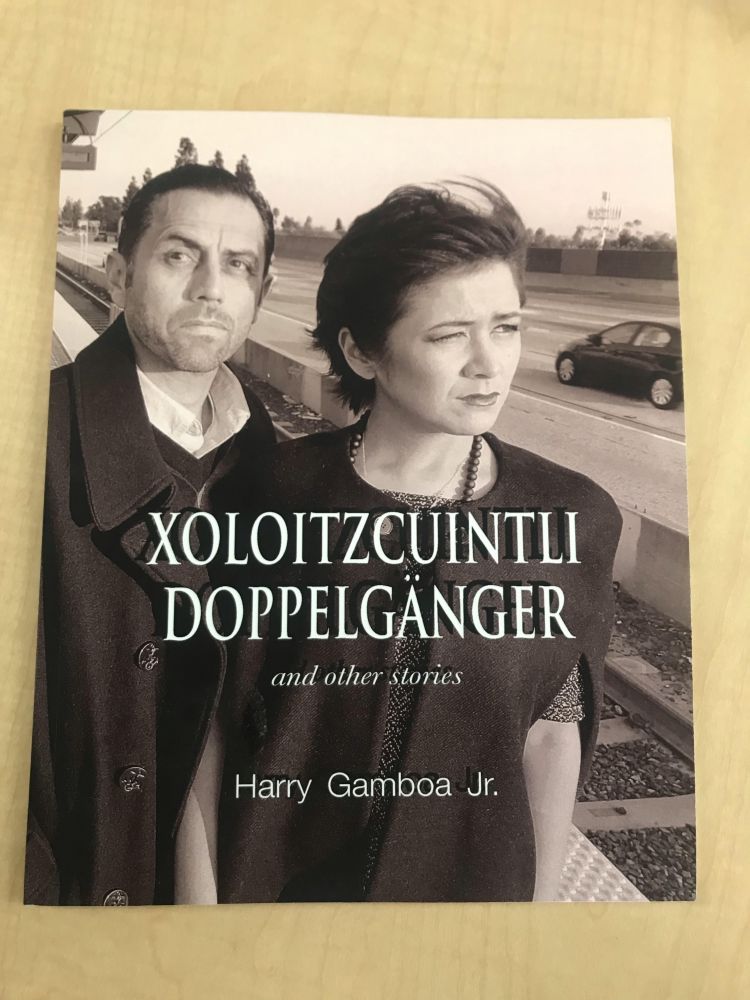 XOLOITZCUINTLI
DOPPELGÄNGER
and other stories
Harry Gamboa Jr.